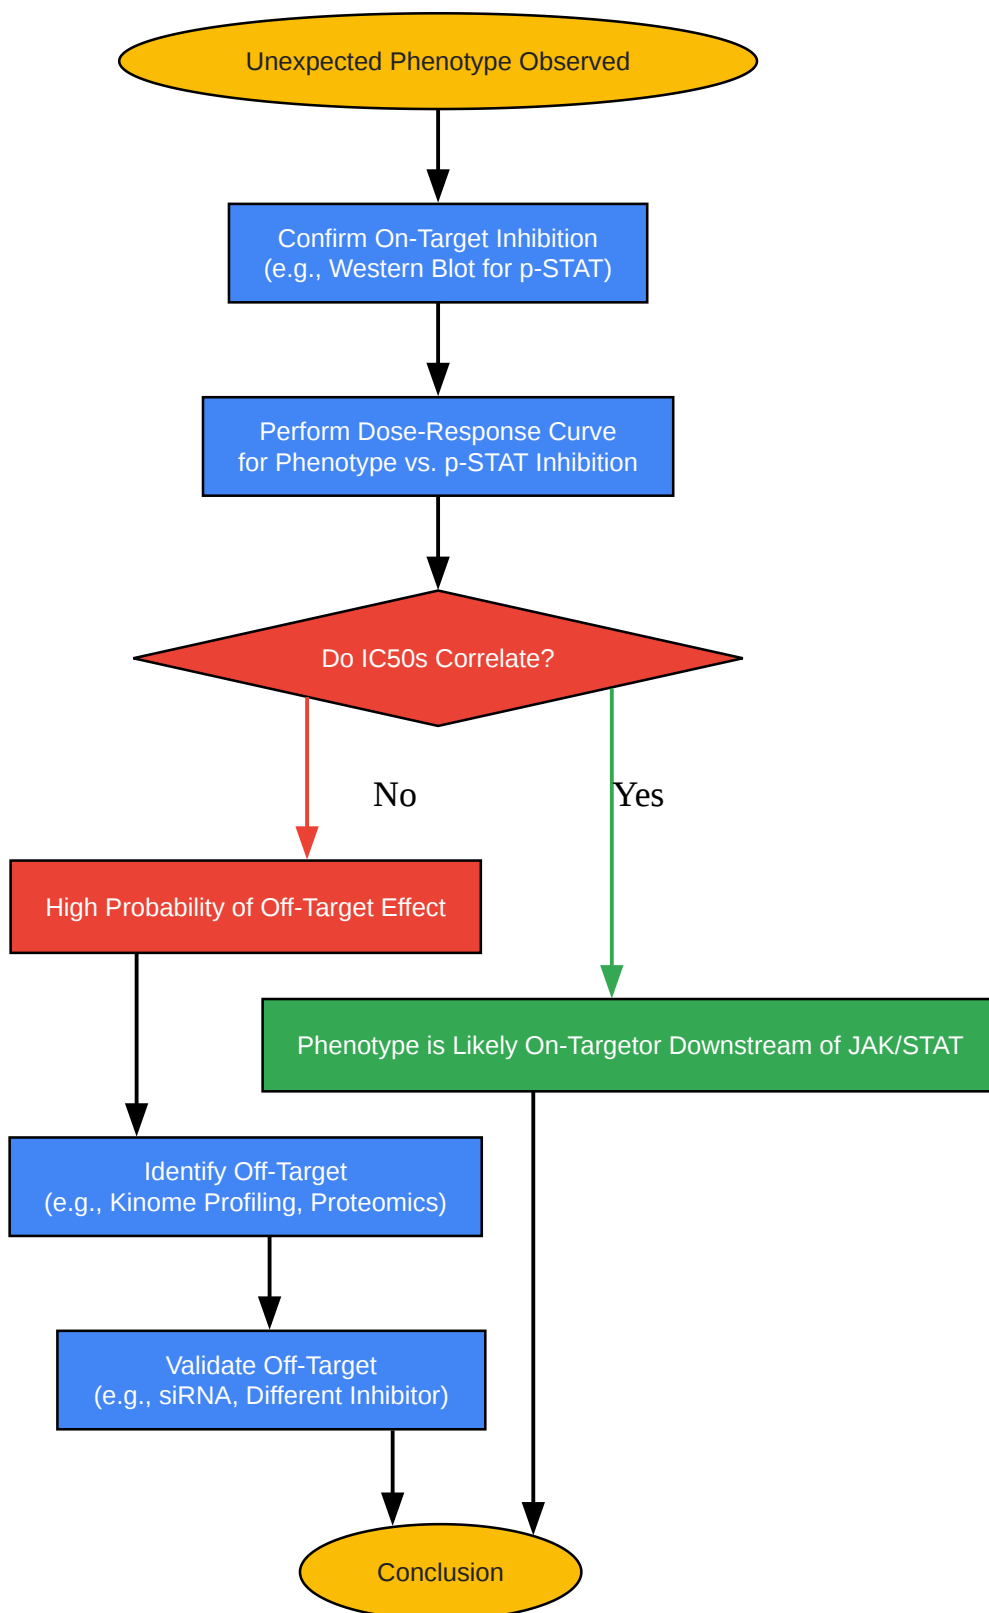 Unexpected Phenotype Observed
Confirm On-Target Inhibition
(e.g., Western Blot for p-STAT)
Perform Dose-Response Curve
for Phenotype vs. p-STAT Inhibition
Do IC50s Correlate?
No
Yes
High Probability of Off-Target Effect
Phenotype is Likely On-Targetor Downstream of JAK/STAT
Identify Off-Target
(e.g., Kinome Profiling, Proteomics)
Validate Off-Target
(e.g., siRNA, Different Inhibitor)
Conclusion